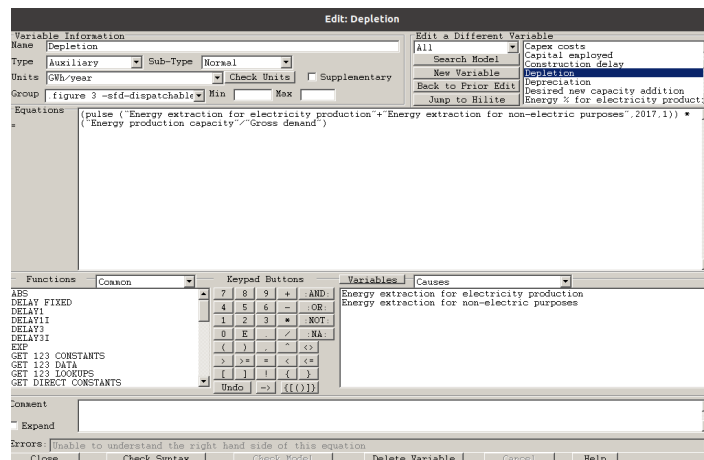 Edit: Depletion
Variable Information
Edit a Different Variable
Name Depletion
All
Type Auxiliary Sub-Type Normal
Search Model
Units GWh/year Check Units Supplementary
New Variable
Group .figure 3 -sfd-dispatchable Min Max
Back to Prior Edit
Jump to Hilite
Capex costs
Capital employed
Construction delay
Depletion
Depreciation
Desired new capacity addition
Energy % for electricity producti
Equations
=
(pulse ("Energy extraction for electricity production"+"Energy extraction for non-electric purposes",2017,1)) *
("Energy production capacity"/"Gross demand")
Functions Common
ABS
DELAY FIXED
DELAY1
DELAY1I
DELAY3
DELAY3I
EXP
GET 123 CONSTANTS
GET 123 DATA
GET 123 LOOKUPS
GET DIRECT CONSTANTS
Keypad Buttons
7 8 9 + :AND:
4 5 6 - :OR:
1 2 3 * :NOT:
0 E . / :NA:
( ) , ^ <>
> >= = < <=
[ ] ! { }
Undo -> {[()]}
Variables Causes
Energy extraction for electricity production
Energy extraction for non-electric purposes
Comment
Expand
Errors: Unable to understand the right hand side of this equation
Close Check Syntax Check Model Delete Variable Cancel Help